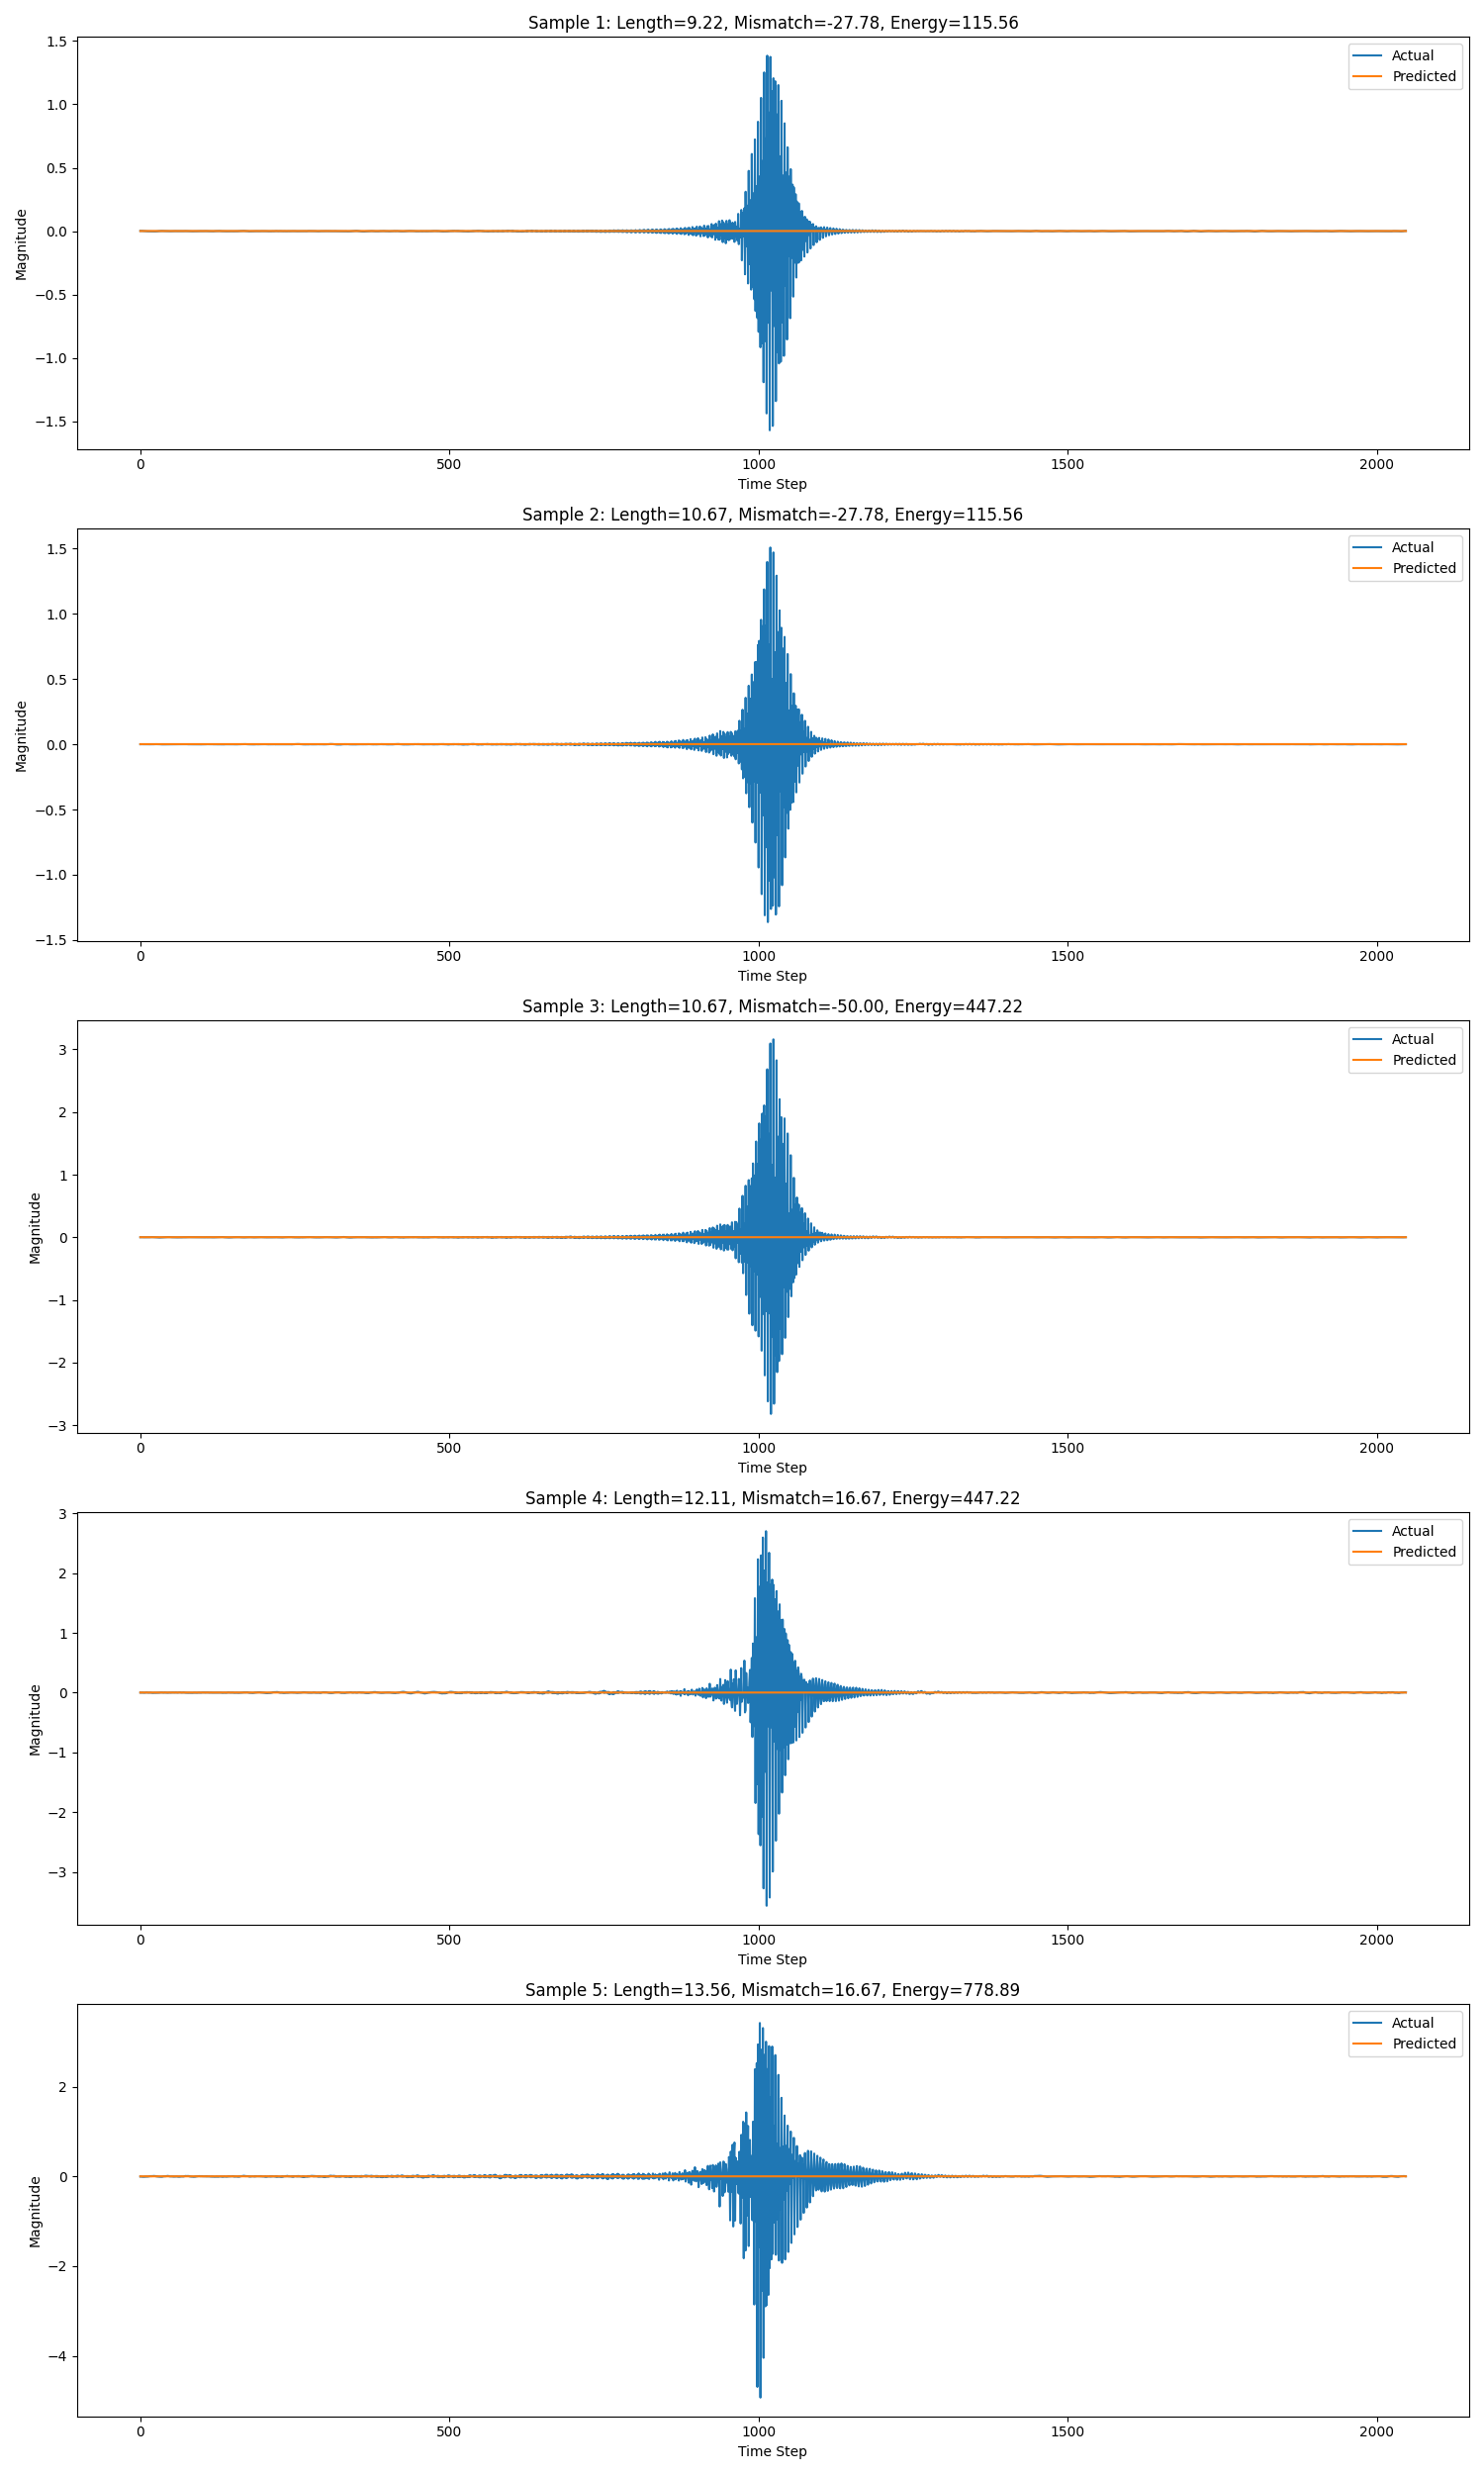 Sample 1: Length=9.22, Mismatch=-27.78, Energy=115.56
Actual
Predicted
1.5
1.0
0.5
0.0
−0.5
−1.0
−1.5
Magnitude
0 500 1000 1500 2000
Time Step
Sample 2: Length=10.67, Mismatch=-27.78, Energy=115.56
Actual
Predicted
1.5
1.0
0.5
0.0
−0.5
−1.0
−1.5
Magnitude
0 500 1000 1500 2000
Time Step
Sample 3: Length=10.67, Mismatch=-50.00, Energy=447.22
Actual
Predicted
3
2
1
0
−1
−2
−3
Magnitude
0 500 1000 1500 2000
Time Step
Sample 4: Length=12.11, Mismatch=16.67, Energy=447.22
Actual
Predicted
3
2
1
0
−1
−2
−3
Magnitude
0 500 1000 1500 2000
Time Step
Sample 5: Length=13.56, Mismatch=16.67, Energy=778.89
Actual
Predicted
2
0
−2
−4
Magnitude
0 500 1000 1500 2000
Time Step